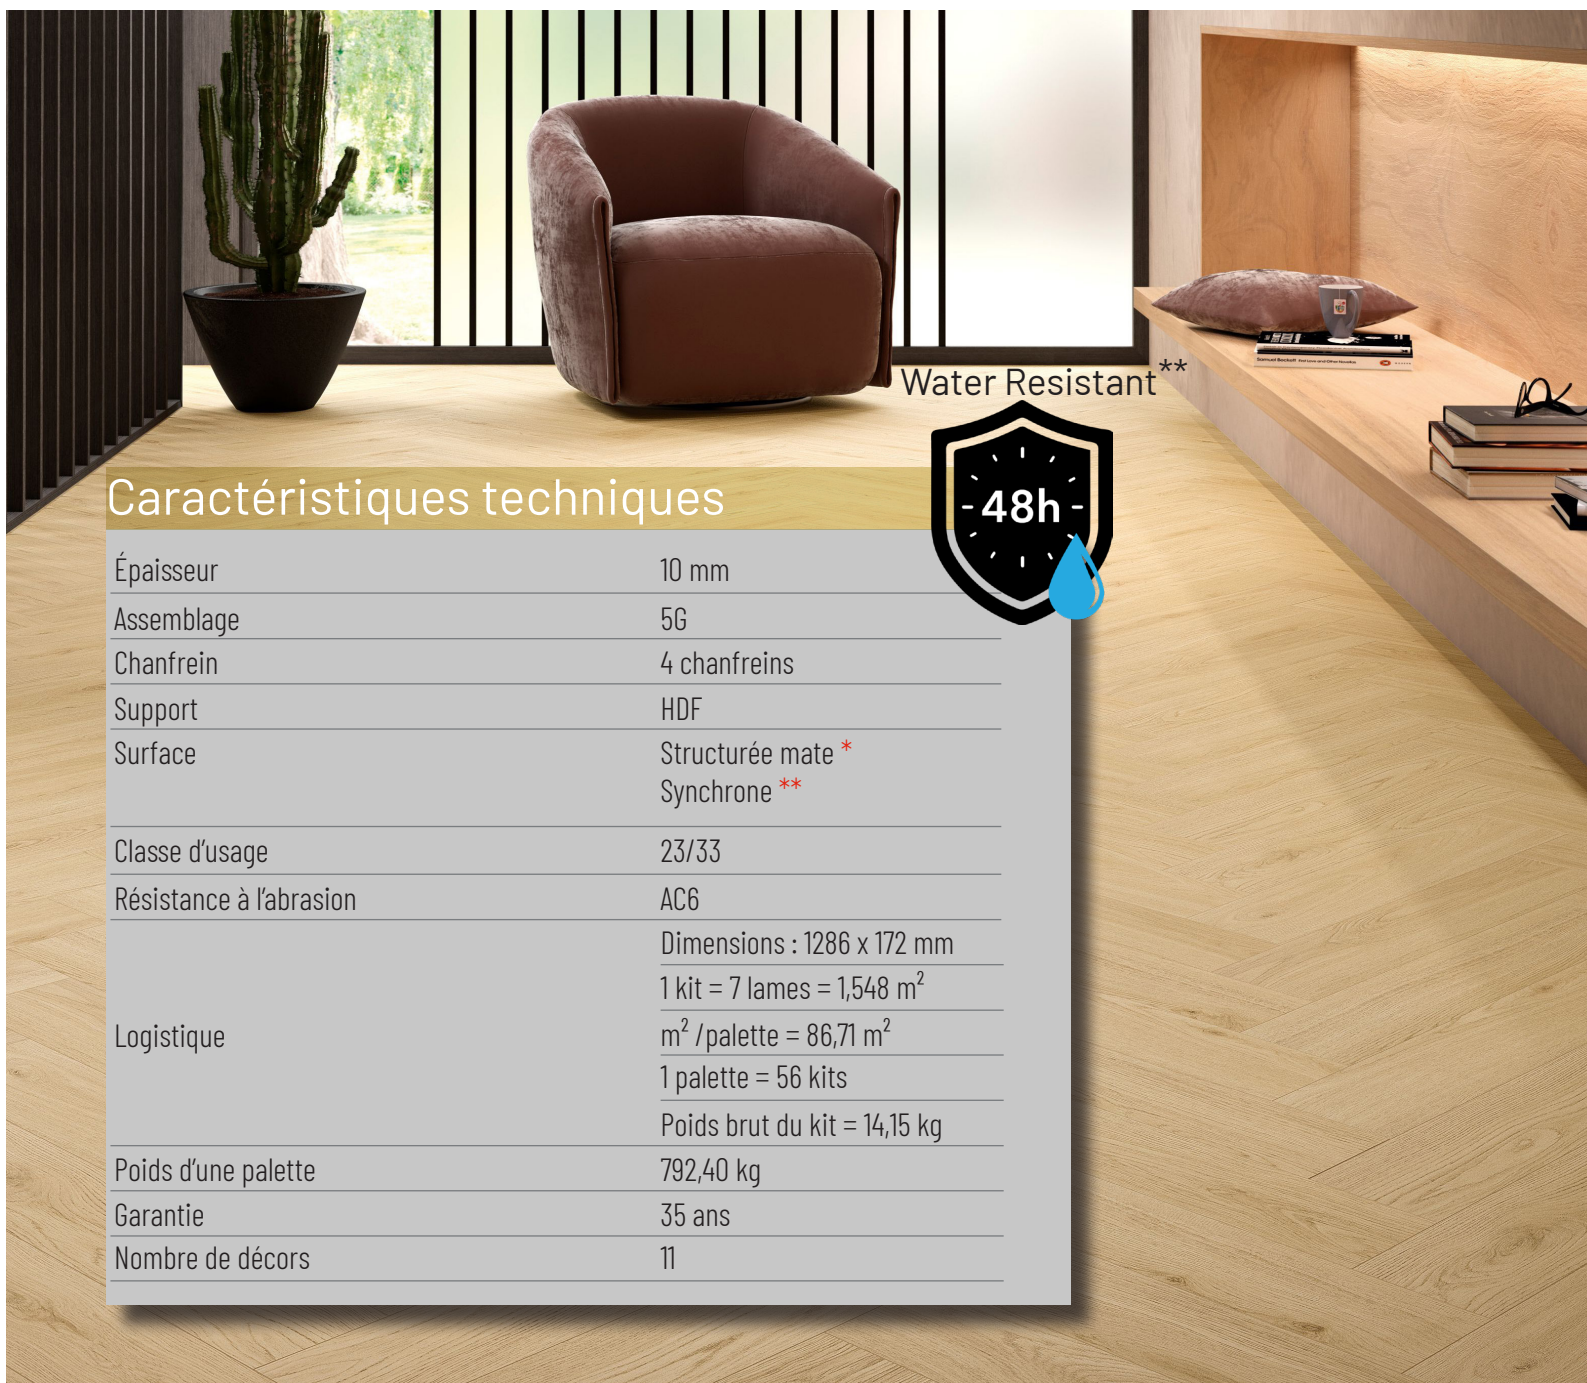 Water Resistant**
48h
Caractéristiques techniques
Épaisseur 10 mm
Assemblage 5G
Chanfrein 4 chanfreins
Support HDF
Surface Structurée mate *
Synchrone **
Classe d'usage 23/33
Résistance à l'abrasion AC6
Logistique
Dimensions : 1286 x 172 mm
1 kit = 7 lames = 1,548 m²
m² /palette = 86,71 m²
1 palette = 56 kits
Poids brut du kit = 14,15 kg
Poids d'une palette 792,40 kg
Garantie 35 ans
Nombre de décors 11
Samuel Beckett